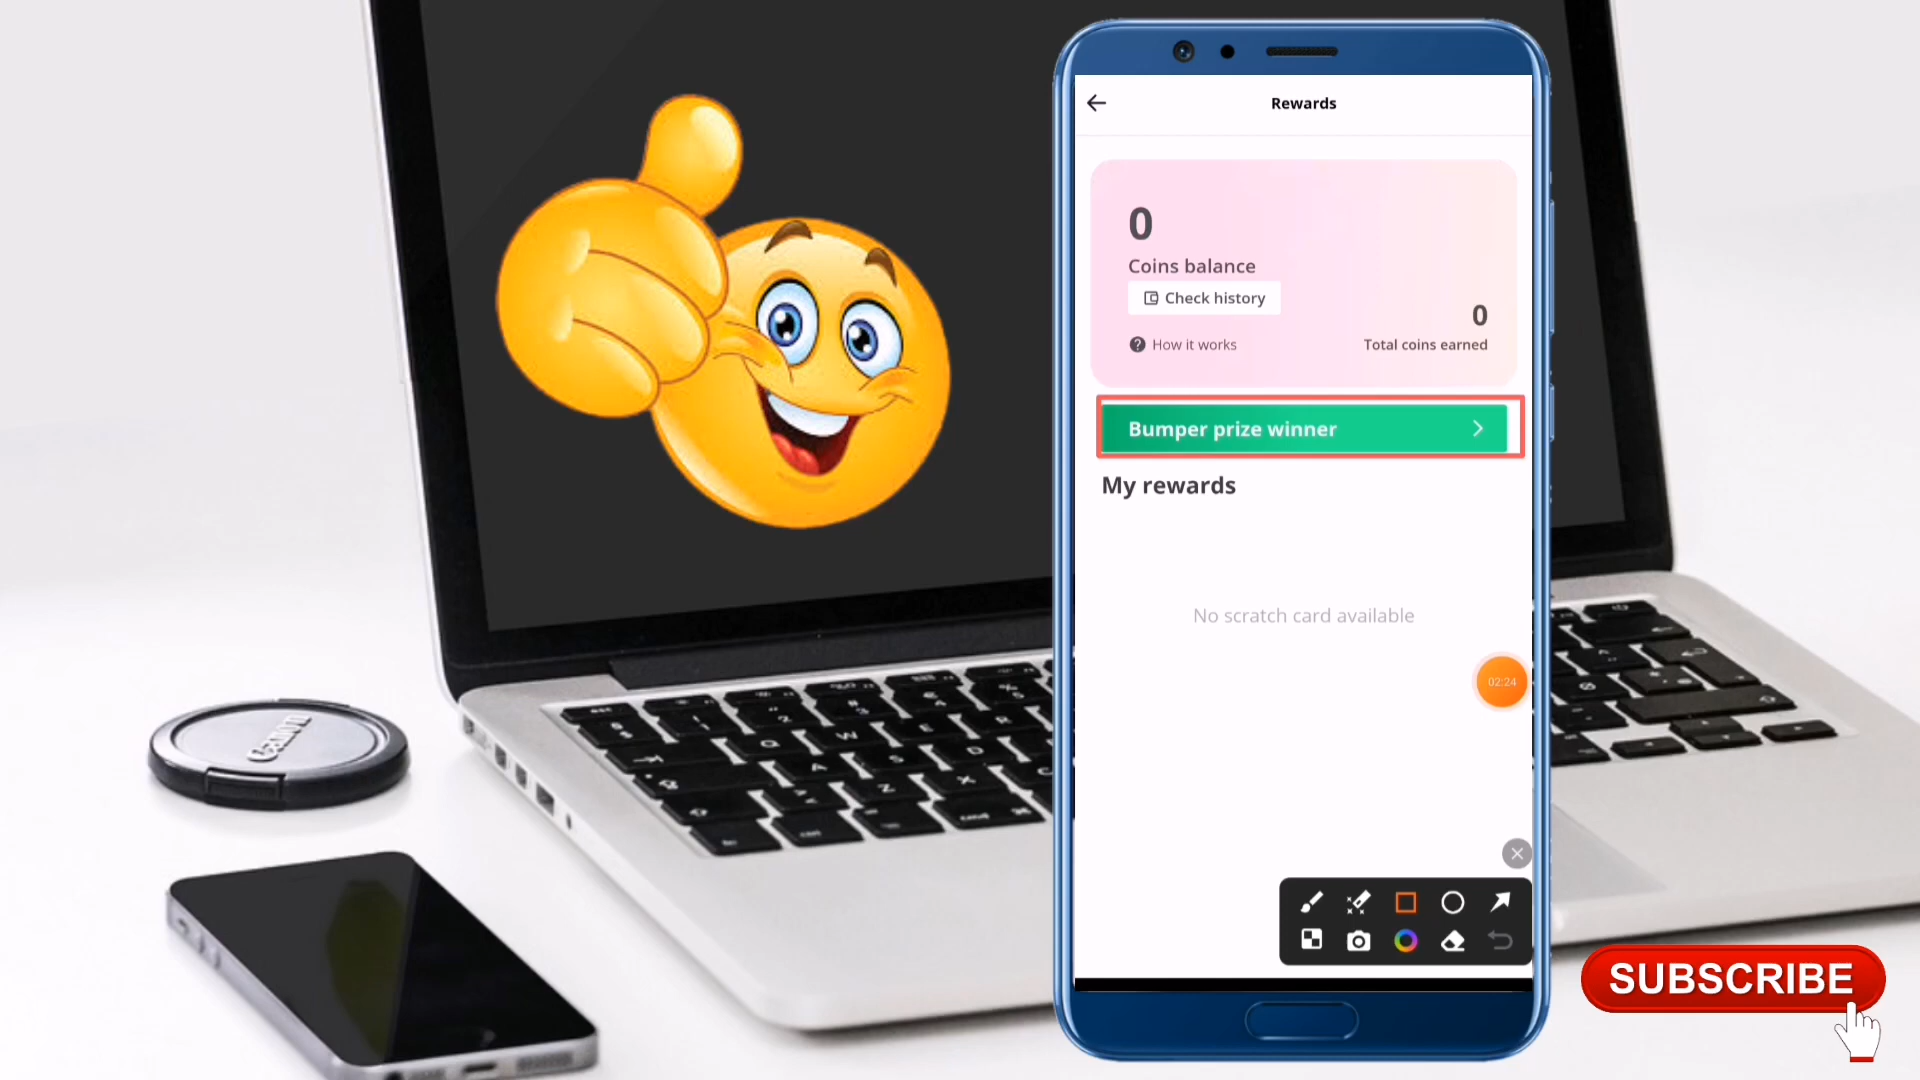 Rewards
0
Coins balance
Check history
0
? How it works
Total coins earned
Bumper prize winner
My rewards
No scratch card available
02:24
Canon
SUBSCRIBE